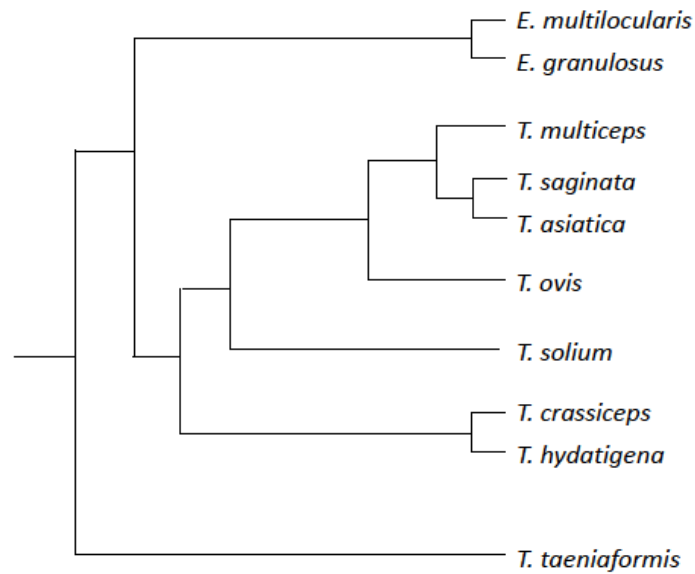 E. multilocularis
E. granulosus
T. multiceps
T. saginata
T. asiatica
T. ovis
T. solium
T. crassiceps
T. hydatigena
T. taeniaformis